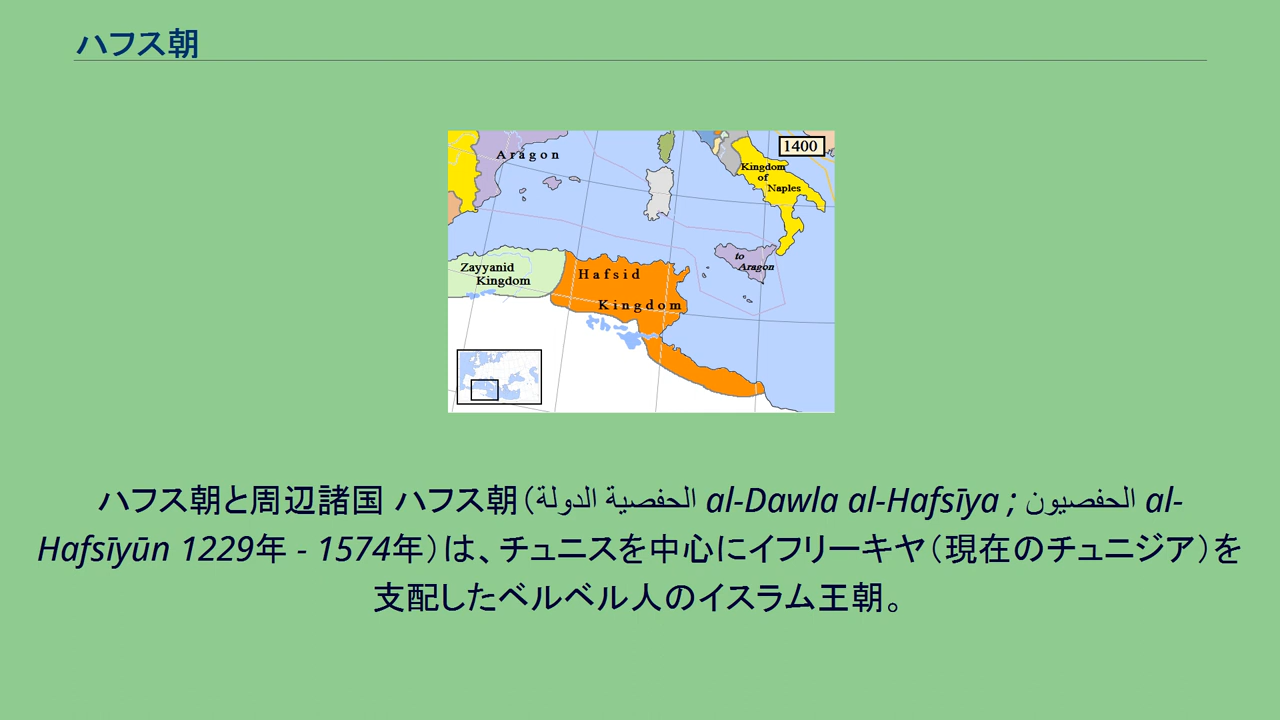 ハフス朝
1400
Aragon
Kingdom
of
Naples
to
Aragon
Zayyanid
Kingdom
Hafsid
Kingdom
ハフス朝と周辺諸国 ハフス朝（الحفصية الدولة al-Dawla al-Hafsīya ; الحفصيون al-
Hafsīyūn 1229年 - 1574年）は、チュニスを中心にイフリーキヤ（現在のチュニジア）を
支配したベルベル人のイスラム王朝。